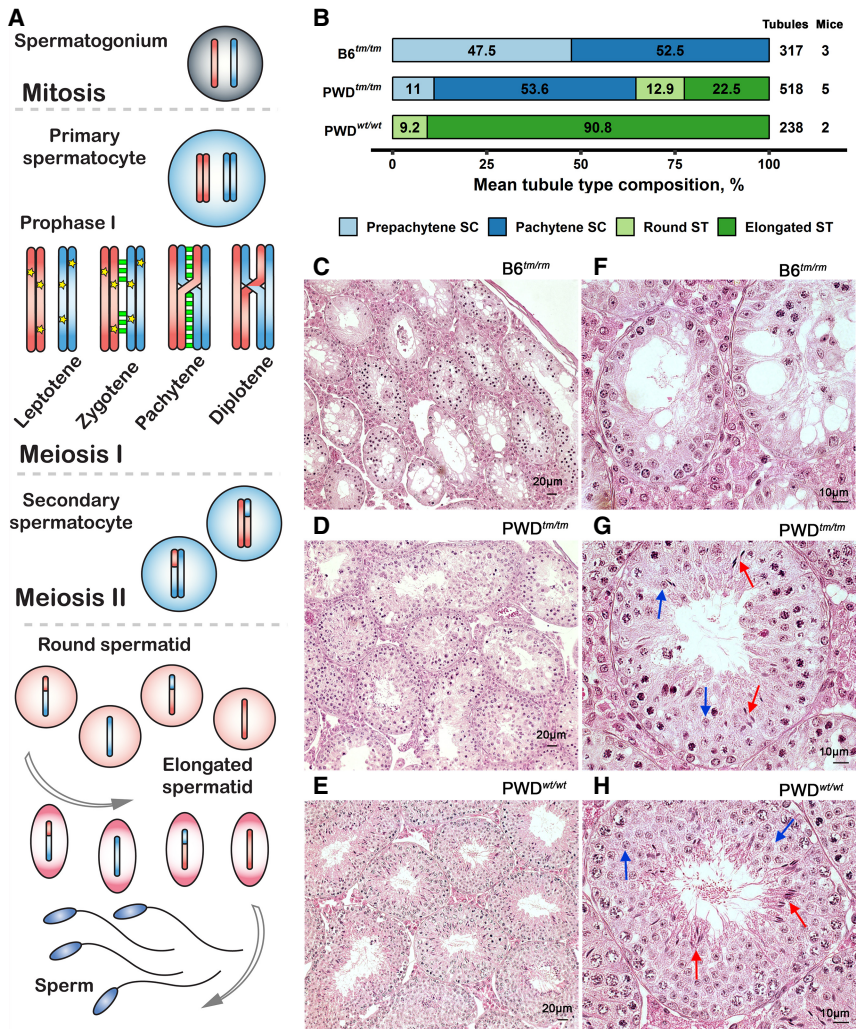 A
Spermatogonium
Mitosis
Primary
spermatocyte
Prophase I
Leptotene
Zygotene
Pachytene
Diplotene
Meiosis I
Secondary
spermatocyte
Meiosis II
Round spermatid
Elongated
spermatid
Sperm
B
Tubules Mice
B6tm/tm 47.5 52.5 317 3
PWDtm/tm 11 53.6 12.9 22.5 518 5
PWDwt/wt 9.2 90.8 238 2
0 25 50 75 100
Mean tubule type composition, %
Prepachytene SC Pachytene SC Round ST Elongated ST
C
B6tm/rm
20µm
F
B6tm/rm
10µm
D
PWDtm/tm
20µm
G
PWDtm/tm
10µm
E
PWDwt/wt
20µm
H
PWDwt/wt
10µm